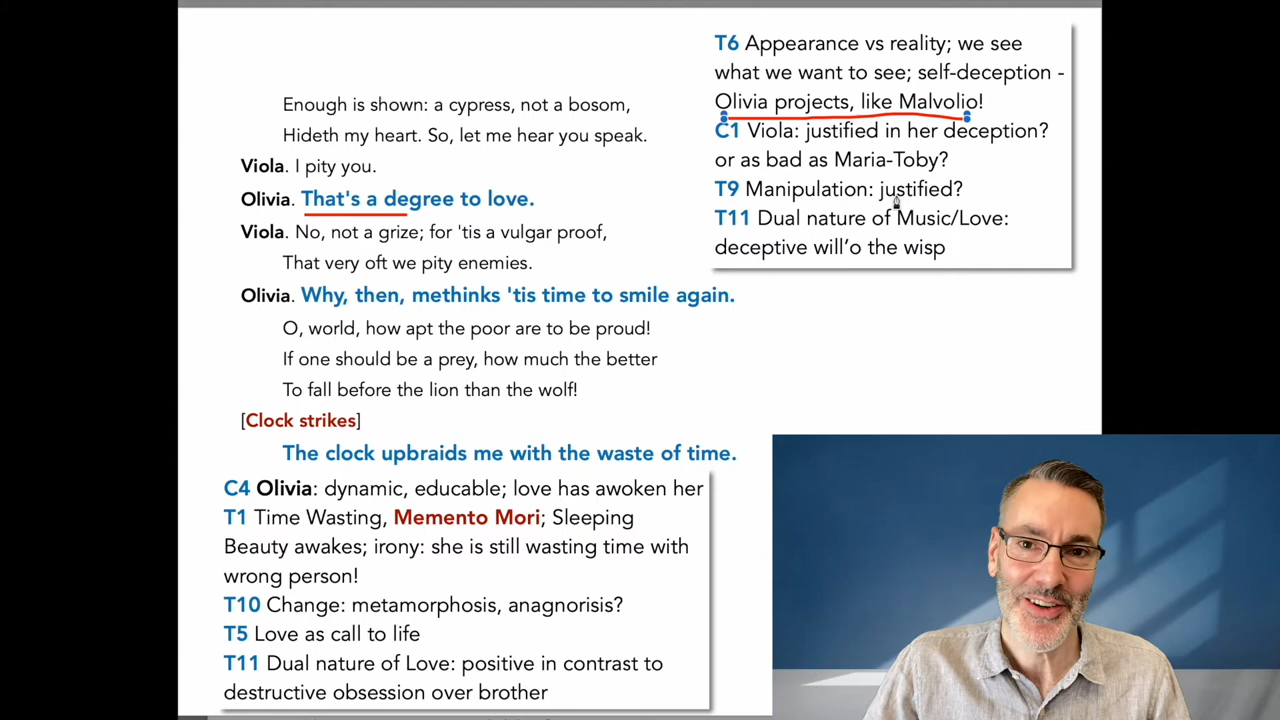 Enough is shown: a cypress, not a bosom,
Hideth my heart. So, let me hear you speak.
Viola. I pity you.
Olivia. That's a degree to love.
Viola. No, not a grize; for 'tis a vulgar proof,
That very oft we pity enemies.
Olivia. Why, then, methinks 'tis time to smile again.
O, world, how apt the poor are to be proud!
If one should be a prey, how much the better
To fall before the lion than the wolf!
[Clock strikes]
The clock upbraids me with the waste of time.
T6 Appearance vs reality; we see
what we want to see; self-deception -
Olivia projects, like Malvolio!
C1 Viola: justified in her deception?
or as bad as Maria-Toby?
T9 Manipulation: justified?
T11 Dual nature of Music/Love:
deceptive will'o the wisp
C4 Olivia: dynamic, educable; love has awoken her
T1 Time Wasting, Memento Mori; Sleeping
Beauty awakes; irony: she is still wasting time with
wrong person!
T10 Change: metamorphosis, anagnorisis?
T5 Love as call to life
T11 Dual nature of Love: positive in contrast to
destructive obsession over brother